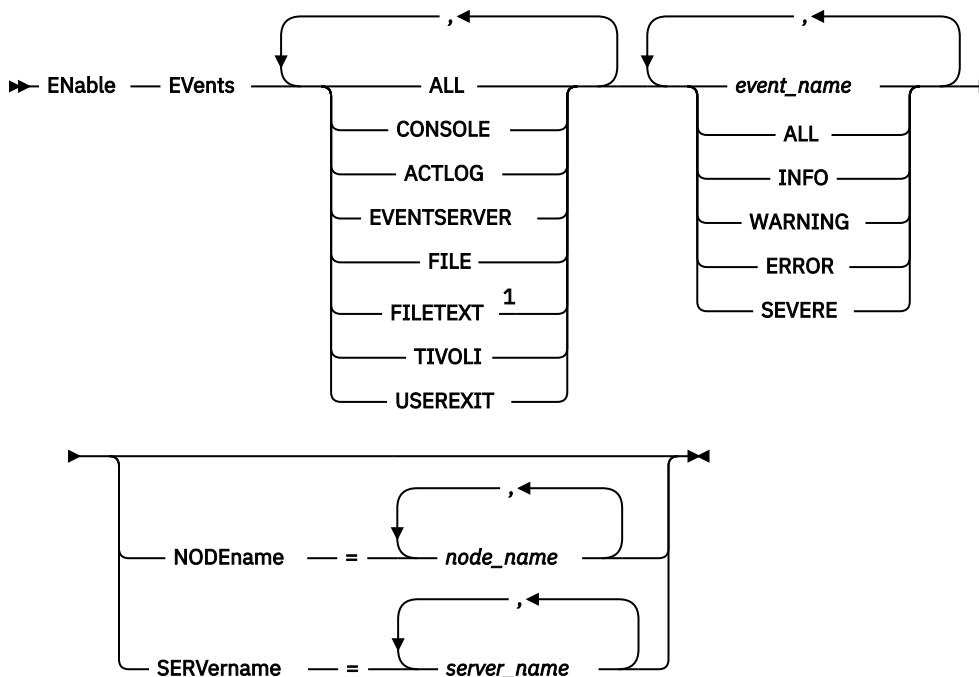 , ,
ENable EVents ALL event_name
CONSOLE ALL
ACTLOG INFO
EVENTSERVER WARNING
FILE ERROR
FILETEXT 1 SEVERE
TIVOLI
USEREXIT
,
NODEname = node_name
,
SERVername = server_name